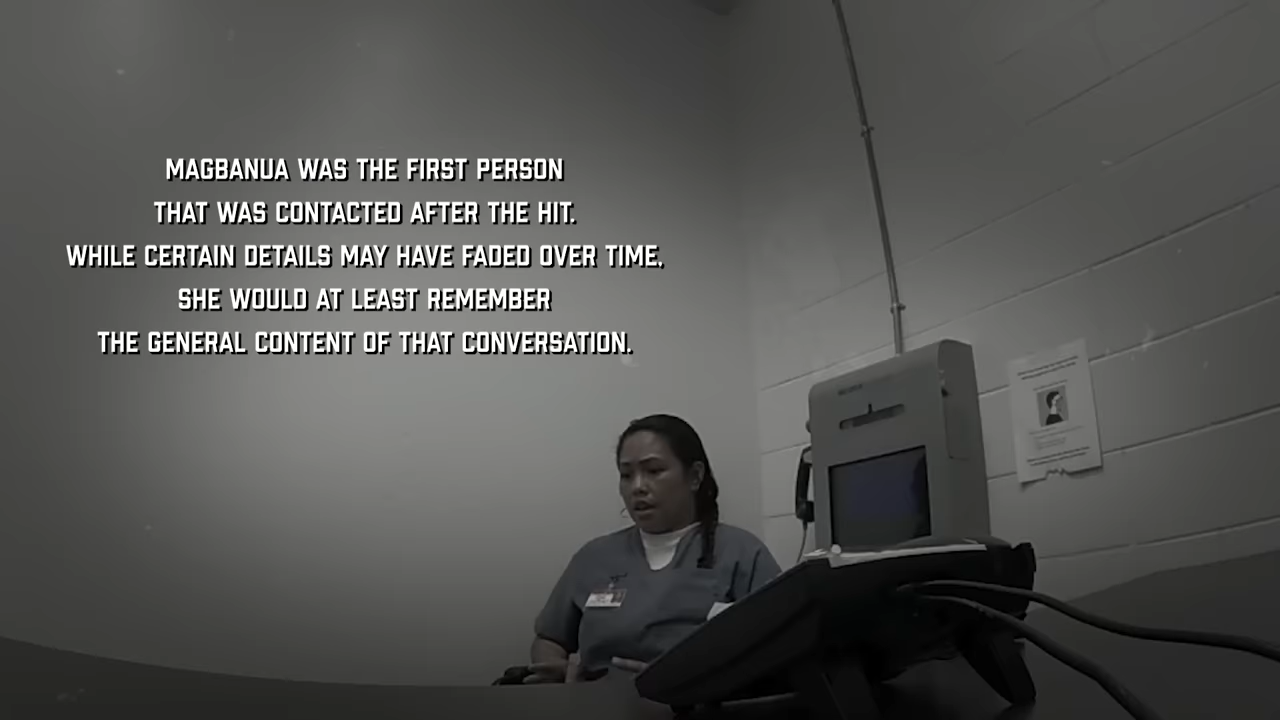 MAGBANUA WAS THE FIRST PERSON
THAT WAS CONTACTED AFTER THE HIT.
WHILE CERTAIN DETAILS MAY HAVE FADED OVER TIME,
SHE WOULD AT LEAST REMEMBER
THE GENERAL CONTENT OF THAT CONVERSATION.